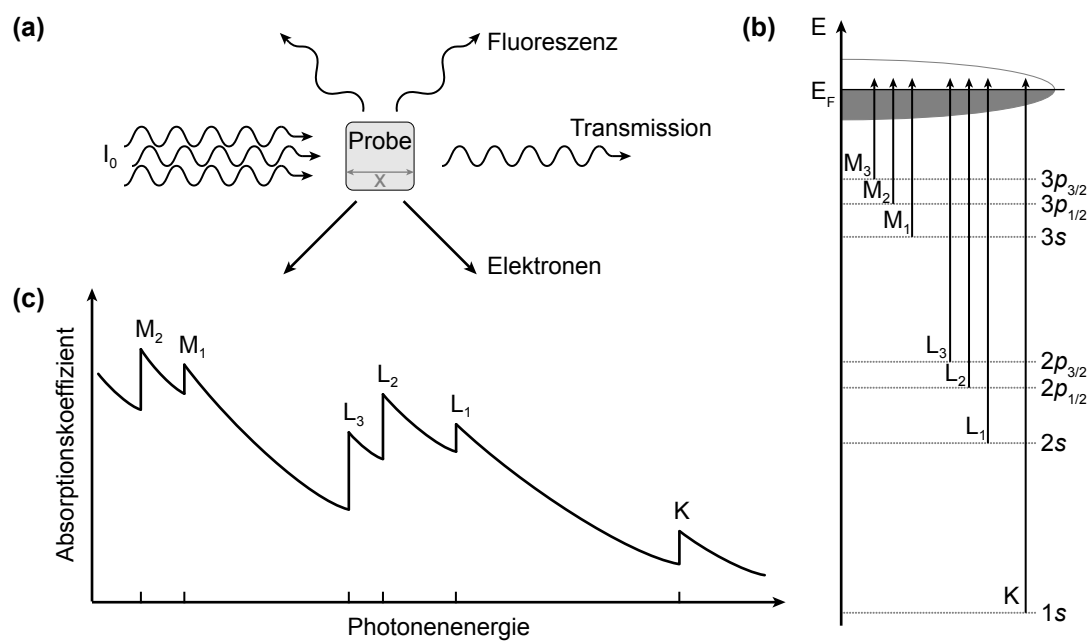 (a)
Fluoreszenz
I₀
Probe
x
Transmission
Elektronen
(b)
E
E_F
M₃
3p₃/₂
M₂
3p₁/₂
M₁
3s
L₃
2p₃/₂
L₂
2p₁/₂
L₁
2s
K
1s
(c)
Absorptionskoeffizient
M₂
M₁
L₃
L₂
L₁
K
Photonenenergie